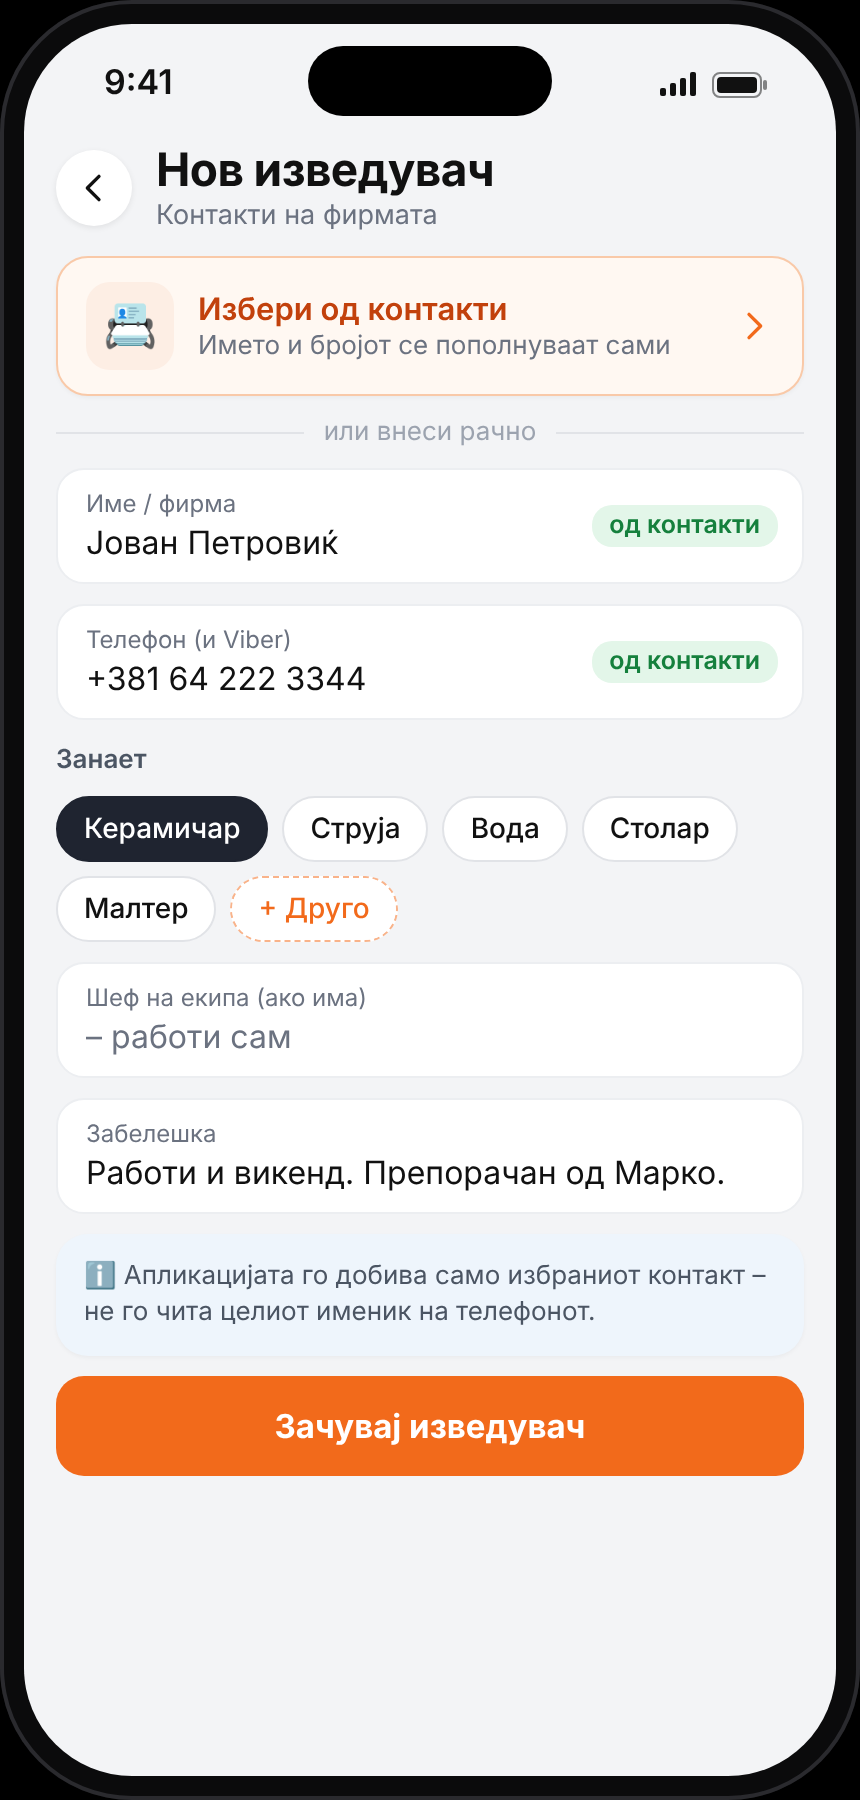 9:41
Нов изведувач
Контакти на фирмата
Избери од контакти
Името и бројот се пополнуваат сами
или внеси рачно
Име / фирма
Јован Петровиќ
од контакти
Телефон (и Viber)
+381 64 222 3344
од контакти
Занает
Керамичар
Струја
Вода
Столар
Малтер
+ Друго
Шеф на екипа (ако има)
– работи сам
Забелешка
Работи и викенд. Препорачан од Марко.
ℹ️ Апликацијата го добива само избраниот контакт –
не го чита целиот именик на телефонот.
Зачувај изведувач